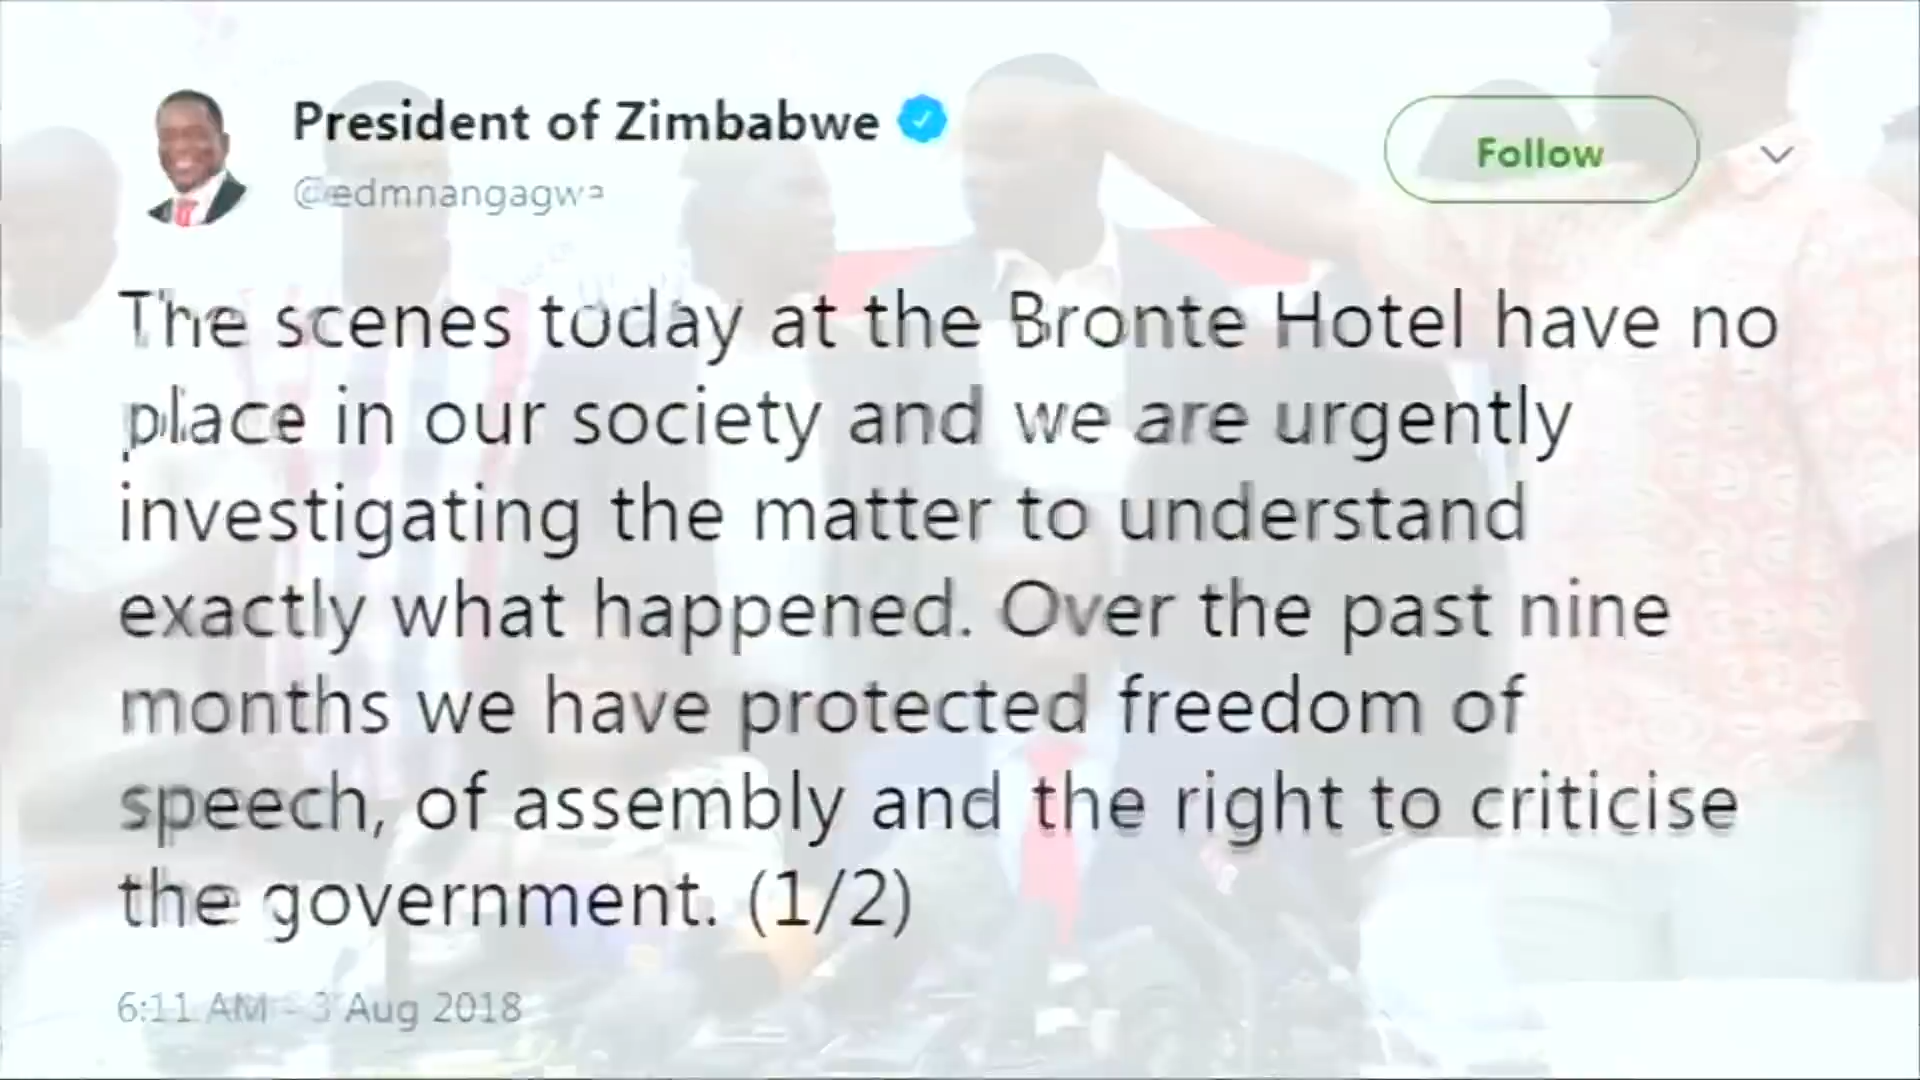 President of Zimbabwe
@edmnangagwa
Follow
The scenes today at the Bronte Hotel have no
place in our society and we are urgently
investigating the matter to understand
exactly what happened. Over the past nine
months we have protected freedom of
speech, of assembly and the right to criticise
the government. (1/2)
6:11 AM - 3 Aug 2018